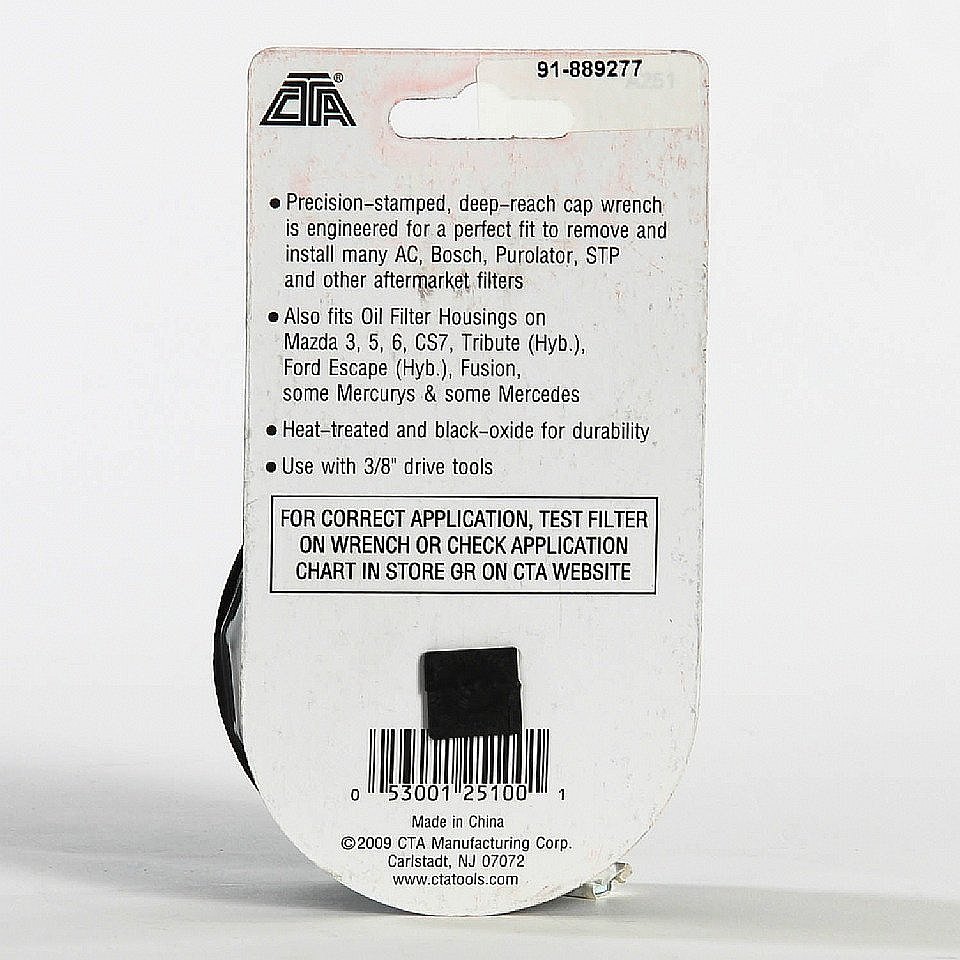 CTA®
91-889277
A251
• Precision-stamped, deep-reach cap wrench
is engineered for a perfect fit to remove and
install many AC, Bosch, Purolator, STP
and other aftermarket filters
• Also fits Oil Filter Housings on
Mazda 3, 5, 6, CS7, Tribute (Hyb.),
Ford Escape (Hyb.), Fusion,
some Mercurys & some Mercedes
• Heat-treated and black-oxide for durability
• Use with 3/8" drive tools
FOR CORRECT APPLICATION, TEST FILTER
ON WRENCH OR CHECK APPLICATION
CHART IN STORE OR ON CTA WEBSITE
0 53001 25100 1
Made in China
©2009 CTA Manufacturing Corp.
Carlstadt, NJ 07072
www.ctatools.com